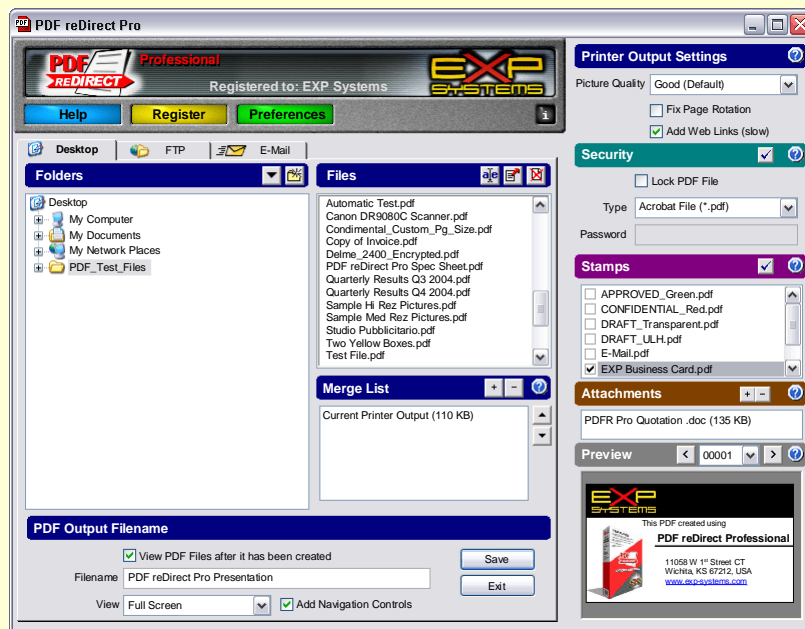 PDF reDirect Pro
PDF
REDIRECT
Professional
Registered to: EXP Systems
EXP
SYSTEMS
Help
Register
Preferences
i
Desktop
FTP
E-Mail
Folders
Desktop
My Computer
My Documents
My Network Places
PDF_Test_Files
Files
Automatic Test.pdf
Canon DR9080C Scanner.pdf
Condimental_Custom_Pg_Size.pdf
Copy of Invoice.pdf
Delme_2400_Encrypted.pdf
PDF reDirect Pro Spec Sheet.pdf
Quarterly Results Q3 2004.pdf
Quarterly Results Q4 2004.pdf
Sample Hi Rez Pictures.pdf
Sample Med Rez Pictures.pdf
Studio Pubblicitario.pdf
Two Yellow Boxes.pdf
Test File.pdf
Merge List
Current Printer Output (110 KB)
PDF Output Filename
View PDF Files after it has been created
Filename PDF reDirect Pro Presentation
View Full Screen Add Navigation Controls
Save
Exit
Printer Output Settings
Picture Quality Good (Default)
Fix Page Rotation
Add Web Links (slow)
Security
Lock PDF File
Type Acrobat File (*.pdf)
Password
Stamps
APPROVED_Green.pdf
CONFIDENTIAL_Red.pdf
DRAFT_Transparent.pdf
DRAFT_ULH.pdf
E-Mail.pdf
EXP Business Card.pdf
Attachments
PDFR Pro Quotation .doc (135 KB)
Preview < 00001 >
EXP
SYSTEMS
This PDF created using
PDF reDirect Professional
11058 W 1st Street CT
Wichita, KS 67212, USA
www.exp-systems.com